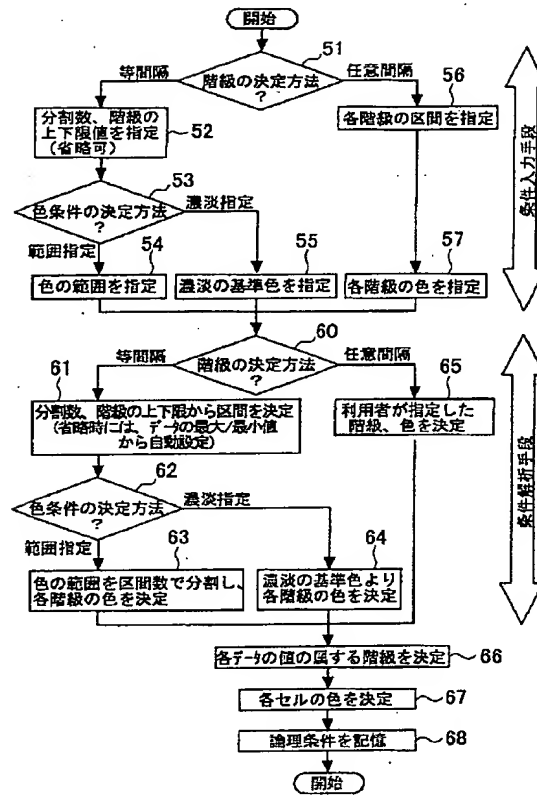 開始
51
階級の決定方法
?
等間隔
任意間隔
52
分割数、階級の
上下限値を指定
(省略可)
56
各階級の区間を指定
53
色条件の決定方法
?
濃淡指定
範囲指定
54
色の範囲を指定
55
濃淡の基準色を指定
57
各階級の色を指定
条件入力手段
60
階級の決定方法
?
等間隔
任意間隔
61
分割数、階級の上下限から区間を決定
(省略時には、データの最大/最小値
から自動設定)
65
利用者が指定した
階級、色を決定
62
色条件の決定方法
?
濃淡指定
範囲指定
63
色の範囲を区間数で分割し、
各階級の色を決定
64
濃淡の基準色より
各階級の色を決定
条件解析手段
各データの値の属する階級を決定
66
各セルの色を決定
67
論理条件を記憶
68
開始